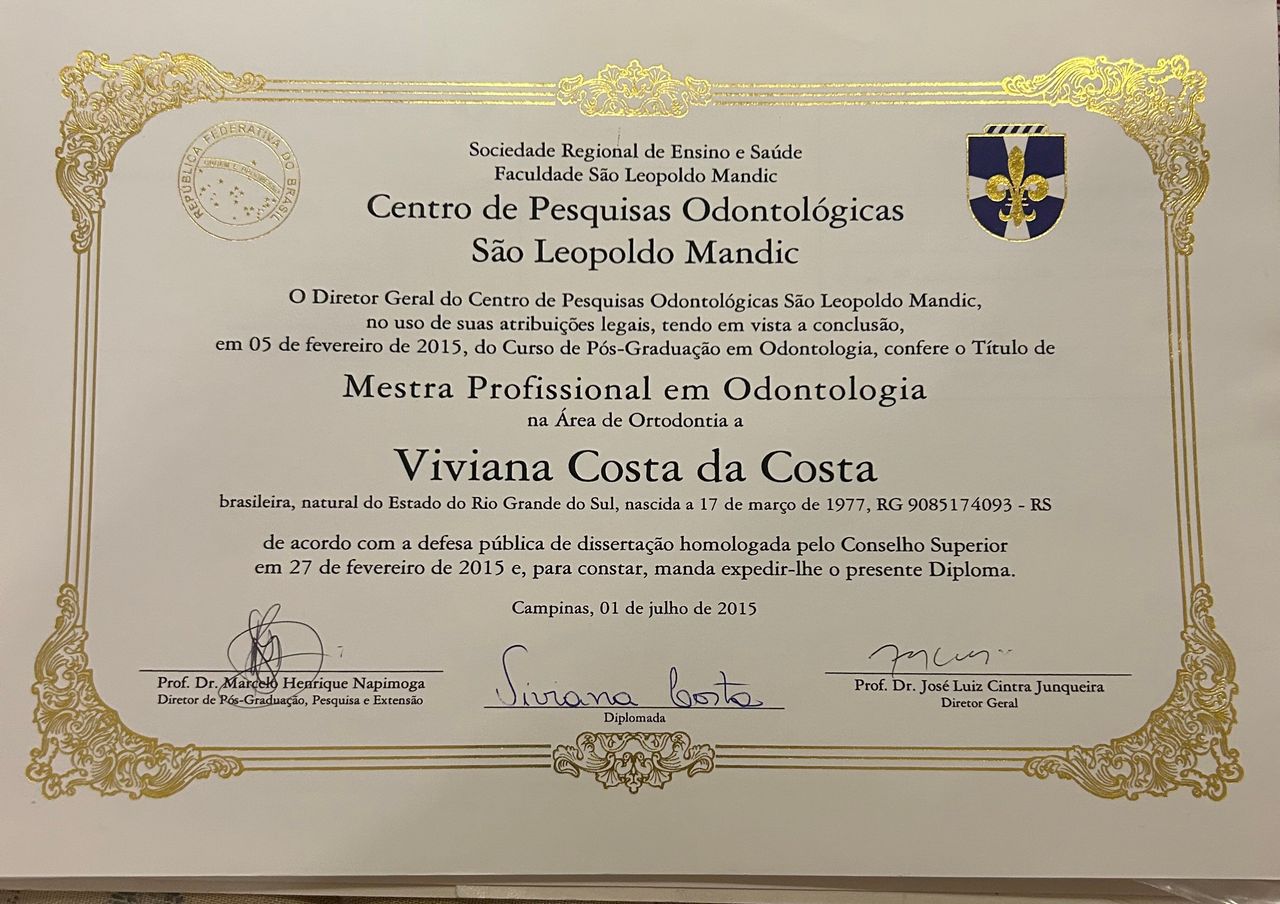 REPÚBLICA FEDERATIVA DO BRASIL
Sociedade Regional de Ensino e Saúde
Faculdade São Leopoldo Mandic
Centro de Pesquisas Odontológicas
São Leopoldo Mandic
O Diretor Geral do Centro de Pesquisas Odontológicas São Leopoldo Mandic,
no uso de suas atribuições legais, tendo em vista a conclusão,
em 05 de fevereiro de 2015, do Curso de Pós-Graduação em Odontologia, confere o Título de
Mestra Profissional em Odontologia
na Área de Ortodontia a
Viviana Costa da Costa
brasileira, natural do Estado do Rio Grande do Sul, nascida a 17 de março de 1977, RG 9085174093 - RS
de acordo com a defesa pública de dissertação homologada pelo Conselho Superior
em 27 de fevereiro de 2015 e, para constar, manda expedir-lhe o presente Diploma.
Campinas, 01 de julho de 2015
Prof. Dr. Marcelo Henrique Napimoga
Diretor de Pós-Graduação, Pesquisa e Extensão
Viviana Costa
Diplomada
Prof. Dr. José Luiz Cintra Junqueira
Diretor Geral